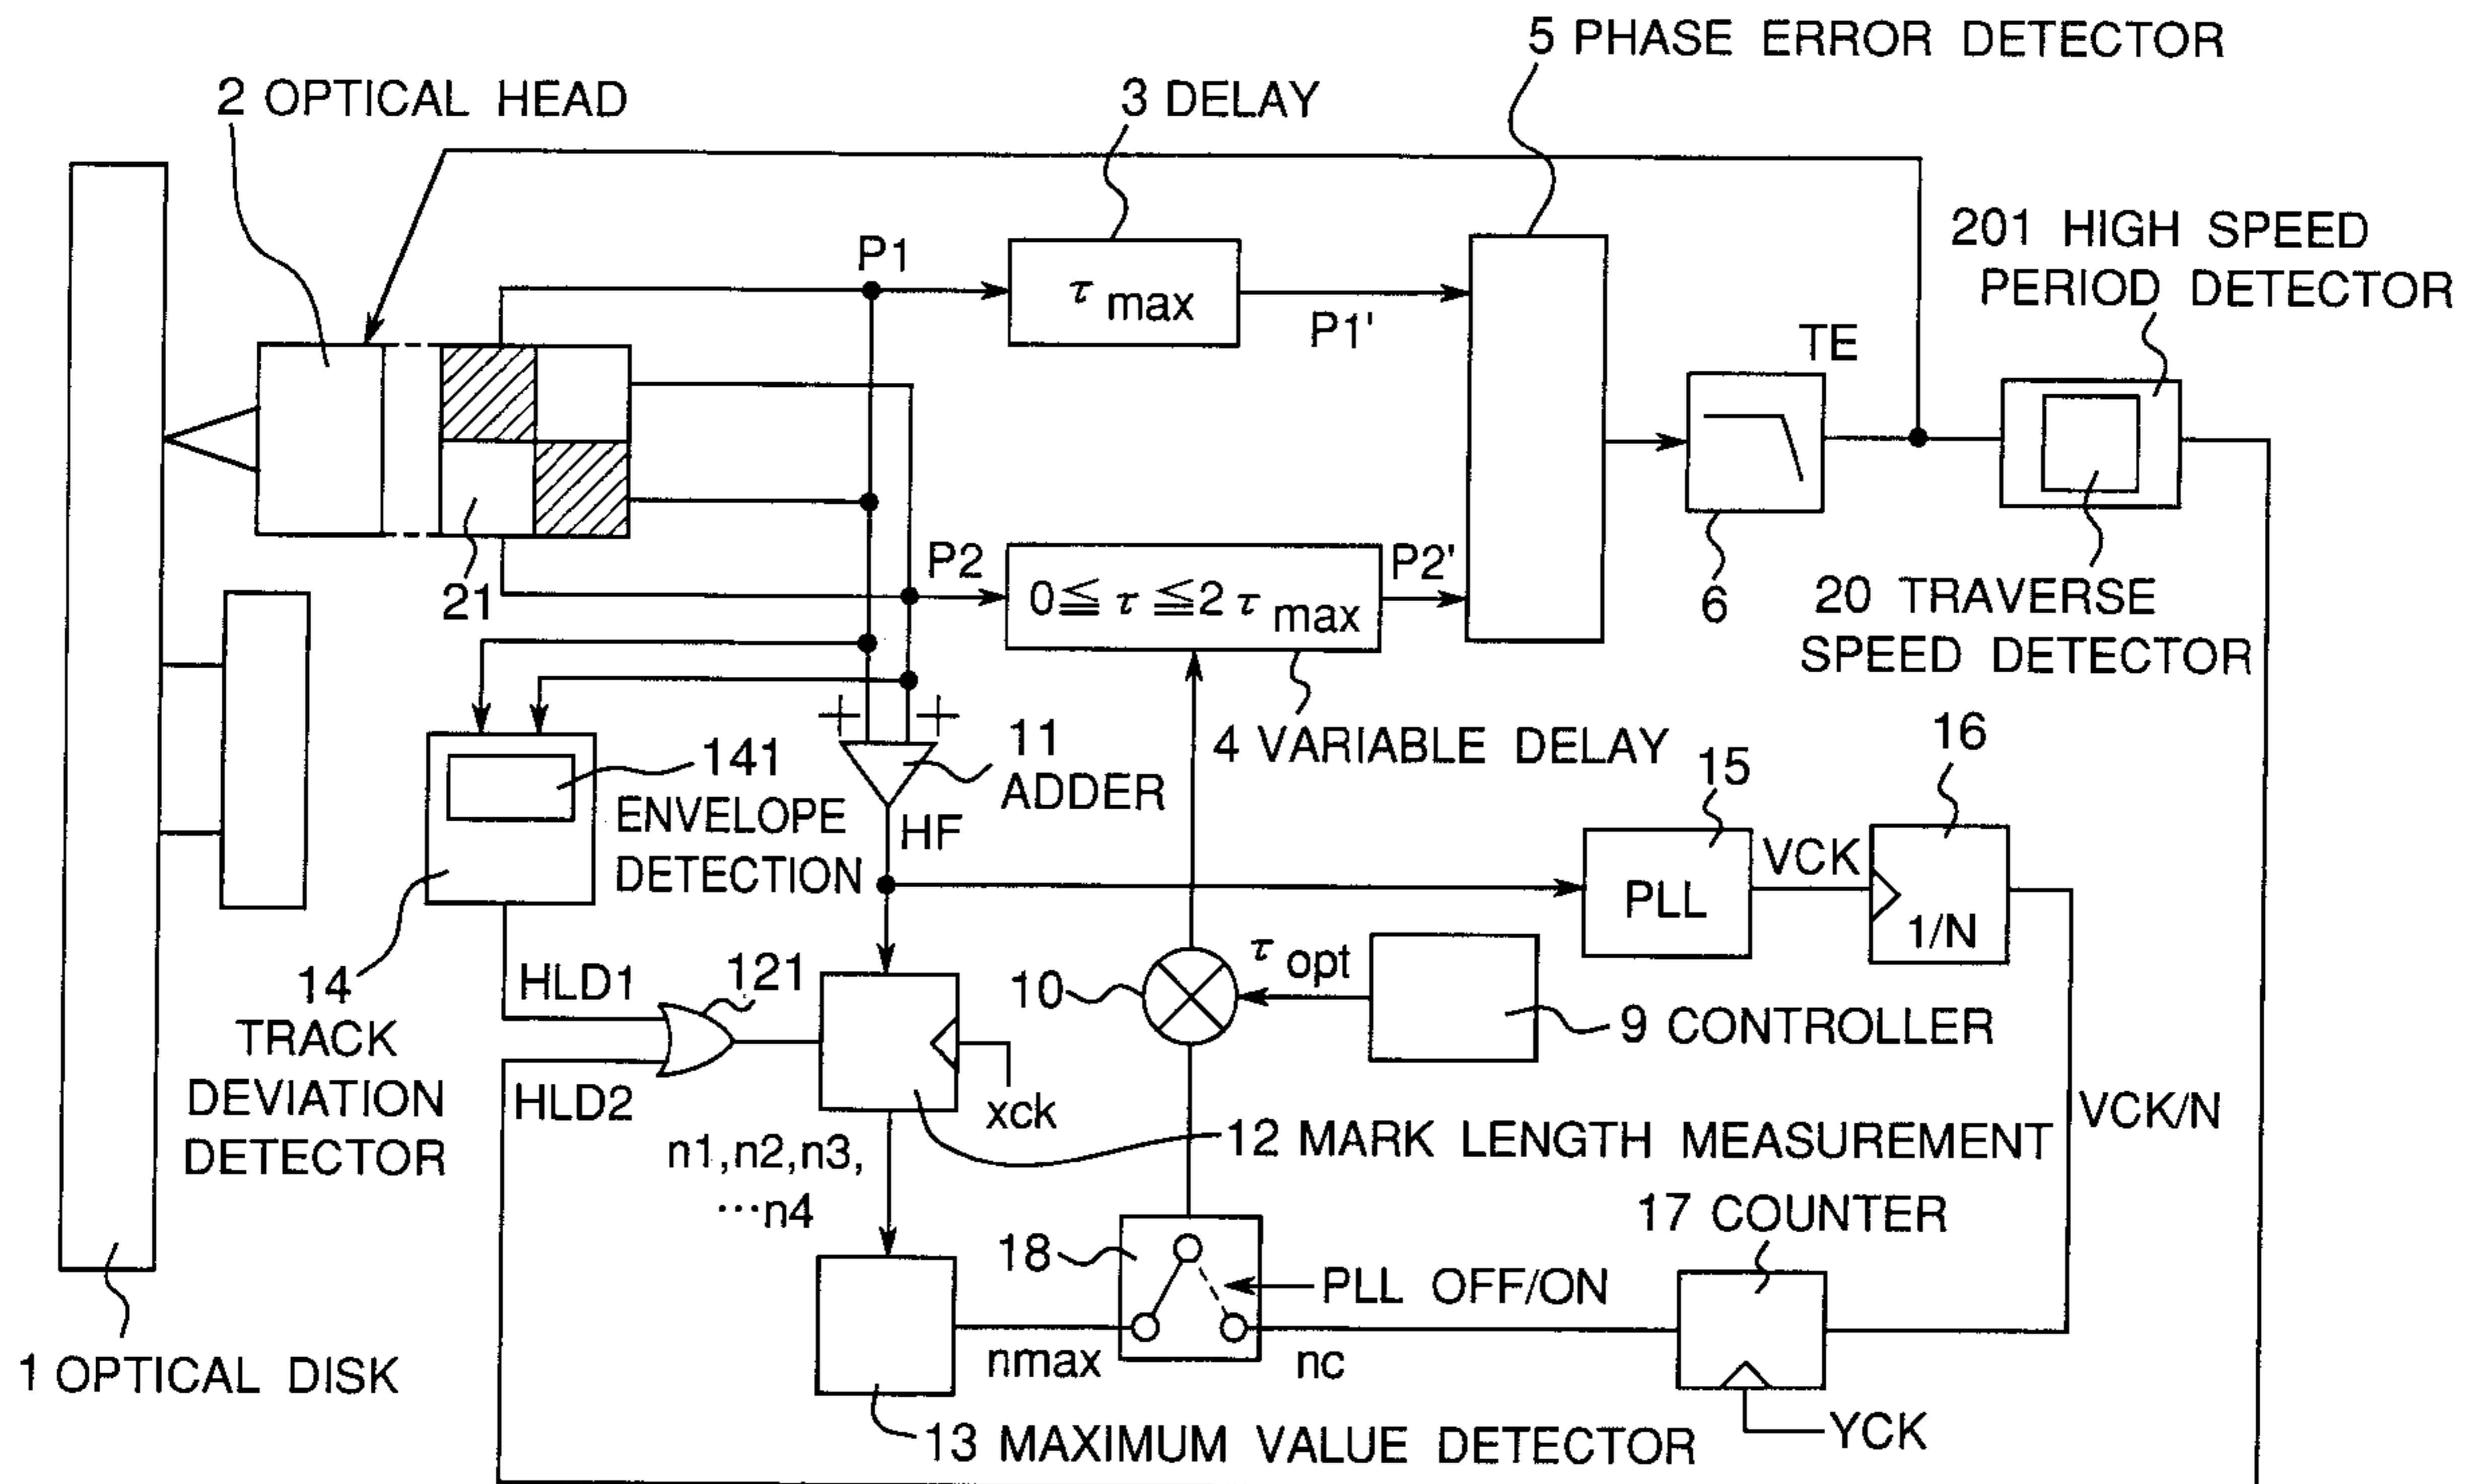 5 PHASE ERROR DETECTOR
2 OPTICAL HEAD
3 DELAY
201 HIGH SPEED
PERIOD DETECTOR
P1
τ max
P1'
TE
21
P2
0≦ τ ≦2 τ max
P2'
6
20 TRAVERSE
SPEED DETECTOR
+ +
11
ADDER
4 VARIABLE DELAY
141
ENVELOPE
DETECTION
HF
15
16
PLL
VCK
1/N
14
TRACK
DEVIATION
DETECTOR
HLD1
121
10
τ opt
9 CONTROLLER
HLD2
xck
VCK/N
n1,n2,n3,
···n4
12 MARK LENGTH MEASUREMENT
17 COUNTER
18
PLL OFF/ON
nmax
nc
1 OPTICAL DISK
13 MAXIMUM VALUE DETECTOR
YCK